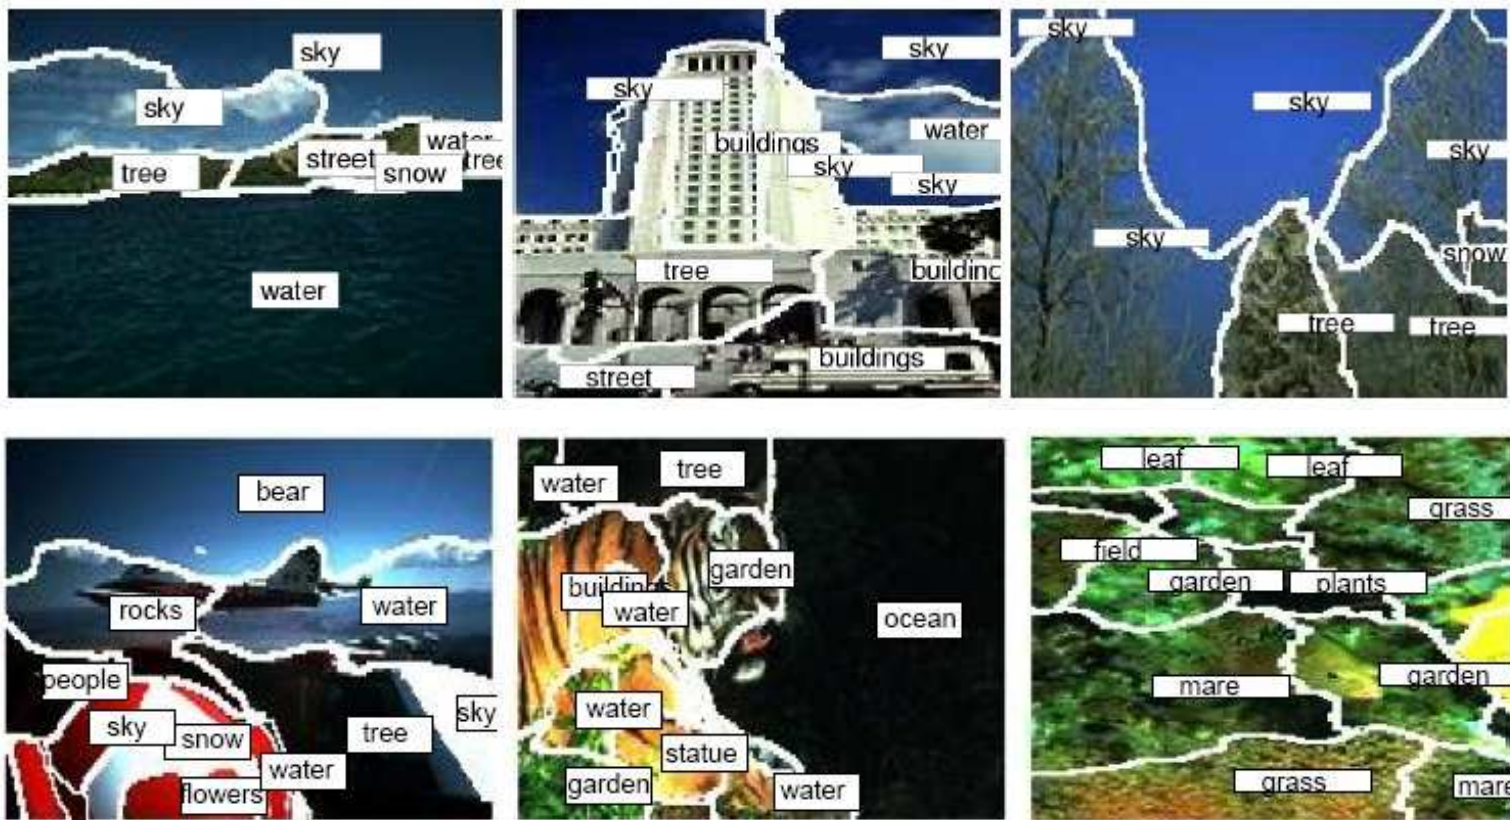 sky
sky
water
tree
street
tree
snow
water
sky
sky
water
buildings
sky
sky
tree
buildings
street
sky
sky
sky
sky
snow
tree
tree
bear
rocks
water
people
sky
snow
sky
tree
water
flowers
tree
water
garden
buildings
water
ocean
water
statue
garden
water
leaf
leaf
grass
field
garden
plants
mare
garden
grass
mare